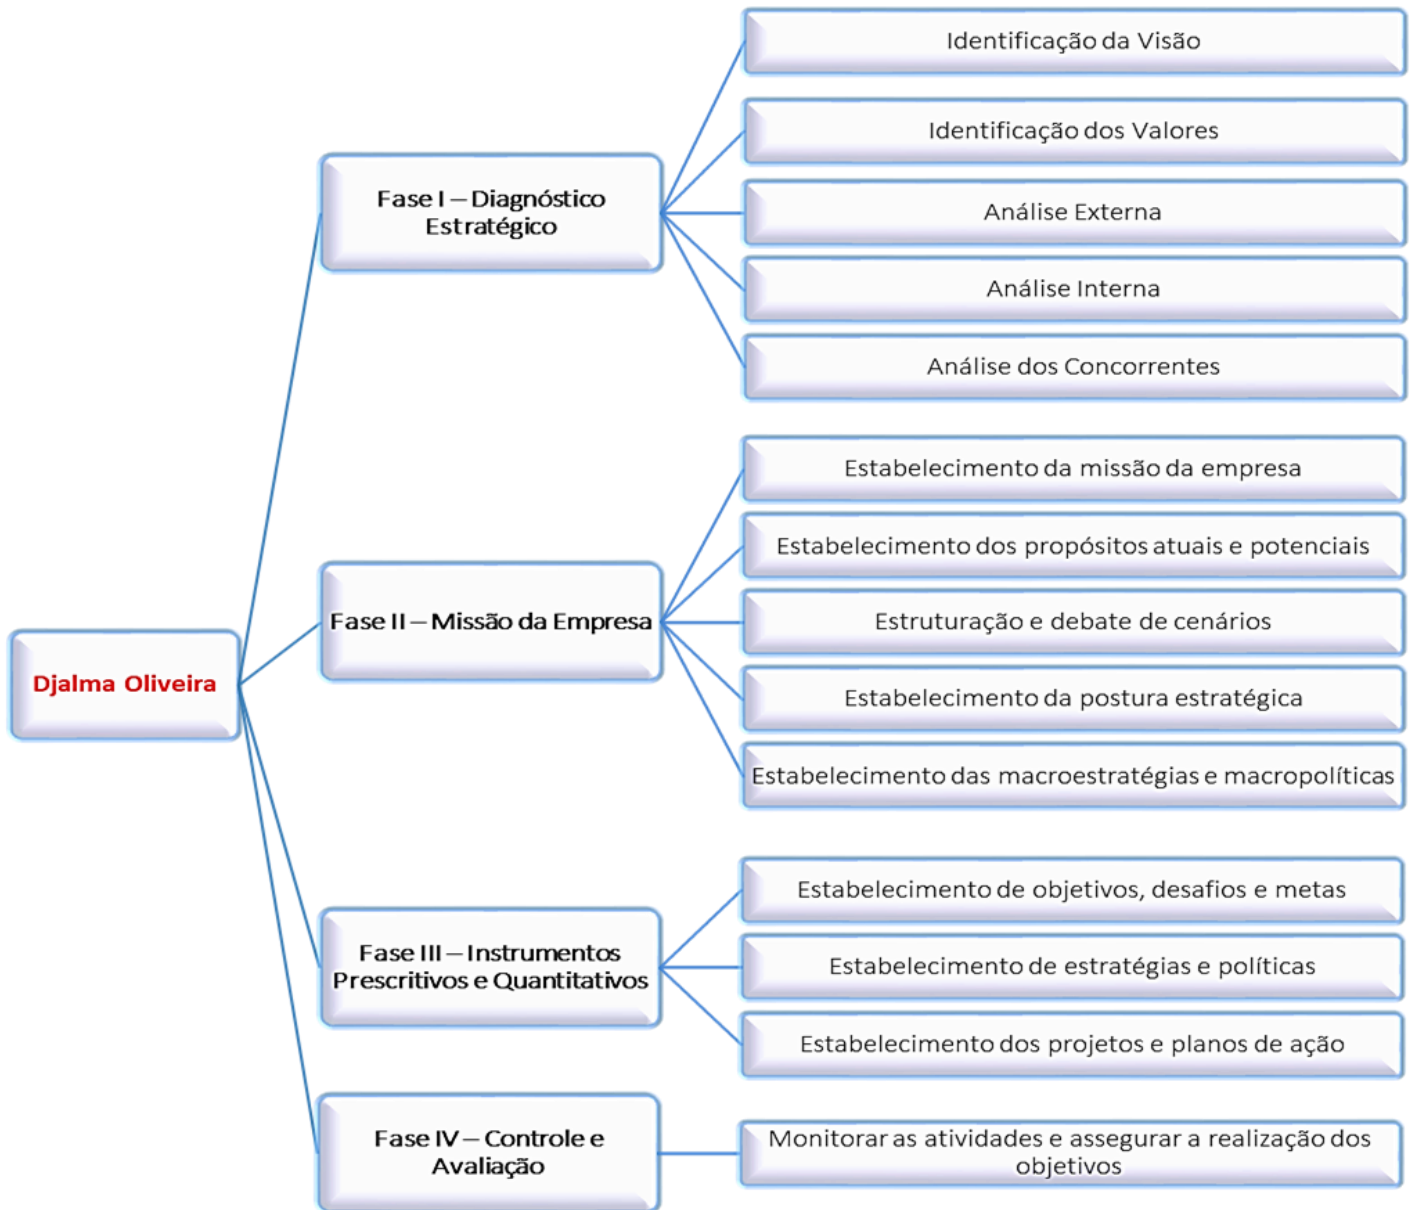 Djalma Oliveira
Fase I – Diagnóstico
Estratégico
Identificação da Visão
Identificação dos Valores
Análise Externa
Análise Interna
Análise dos Concorrentes
Fase II – Missão da Empresa
Estabelecimento da missão da empresa
Estabelecimento dos propósitos atuais e potenciais
Estruturação e debate de cenários
Estabelecimento da postura estratégica
Estabelecimento das macroestratégias e macropolíticas
Fase III – Instrumentos
Prescritivos e Quantitativos
Estabelecimento de objetivos, desafios e metas
Estabelecimento de estratégias e políticas
Estabelecimento dos projetos e planos de ação
Fase IV – Controle e
Avaliação
Monitorar as atividades e assegurar a realização dos
objetivos